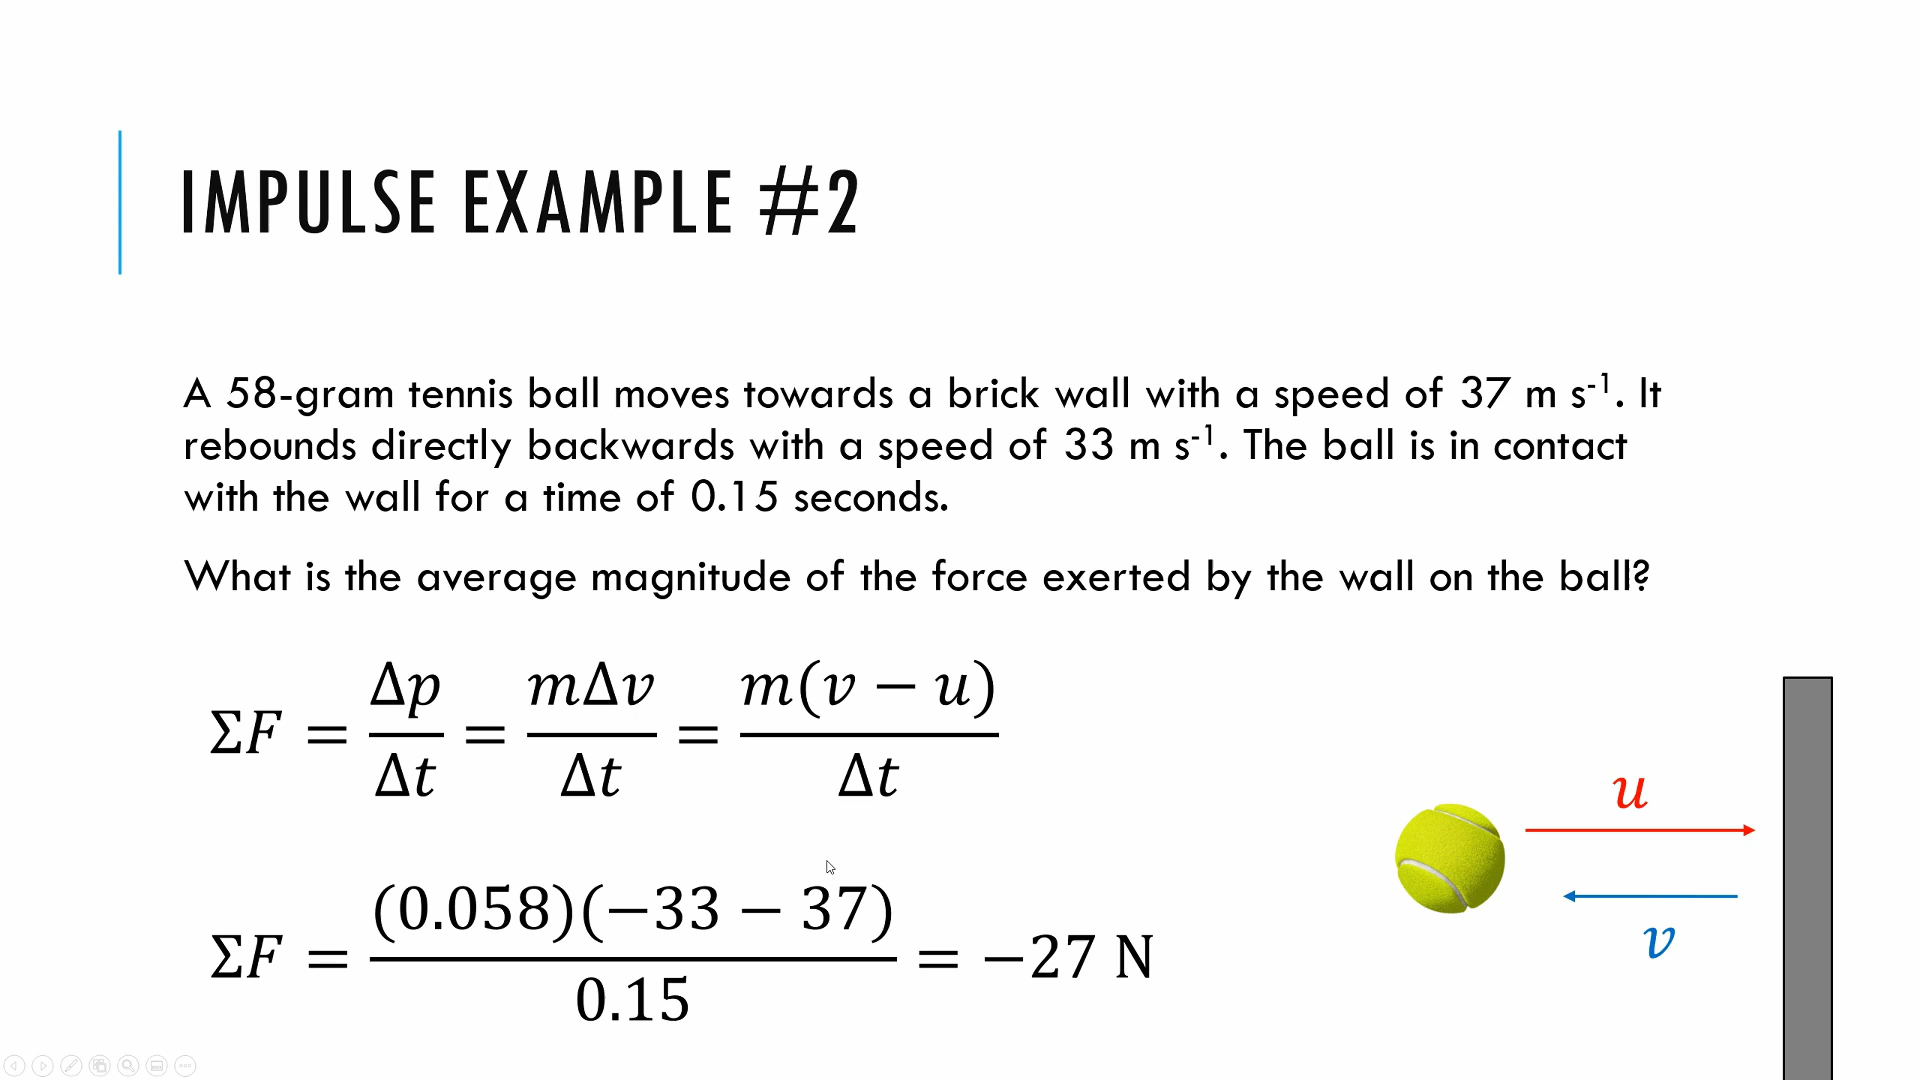 IMPULSE EXAMPLE #2
A 58-gram tennis ball moves towards a brick wall with a speed of 37 m s⁻¹. It
rebounds directly backwards with a speed of 33 m s⁻¹. The ball is in contact
with the wall for a time of 0.15 seconds.
What is the average magnitude of the force exerted by the wall on the ball?
ΣF = Δp/Δt = mΔv/Δt = m(v − u)/Δt
u
v
ΣF = (0.058)(−33 − 37)/0.15 = −27 N